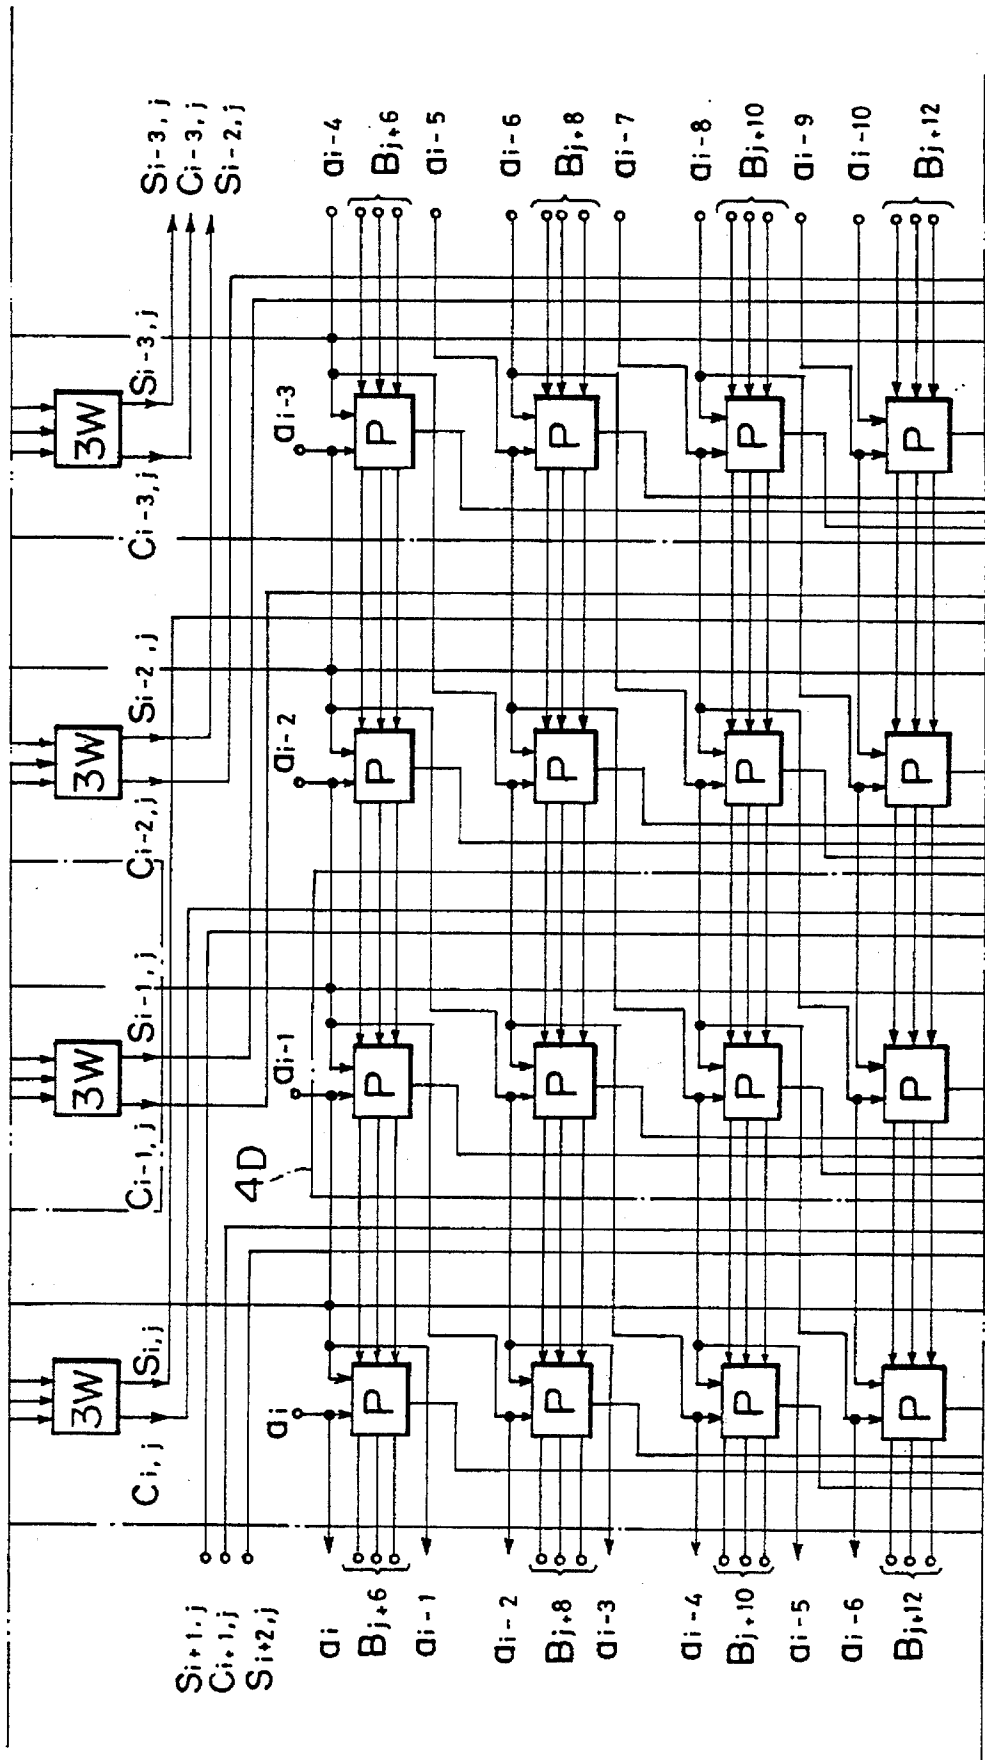 3W 3W 3W 3W
Ci,j Si,j Ci-1,j Si-1,j Ci-2,j Si-2,j Ci-3,j Si-3,j
Si-3,j
Si+1,j Ci-3,j
Ci+1,j Si-2,j
Si+2,j 4D
ai ai-1 ai-2 ai-3
ai ai-4
Bj+6 P P P P Bj+6
ai-1 ai-5
ai-2 ai-6
Bj+8 P P P P Bj+8
ai-3 ai-7
ai-4 ai-8
Bj+10 P P P P Bj+10
ai-5 ai-9
ai-6 ai-10
Bj+12 P P P P Bj+12